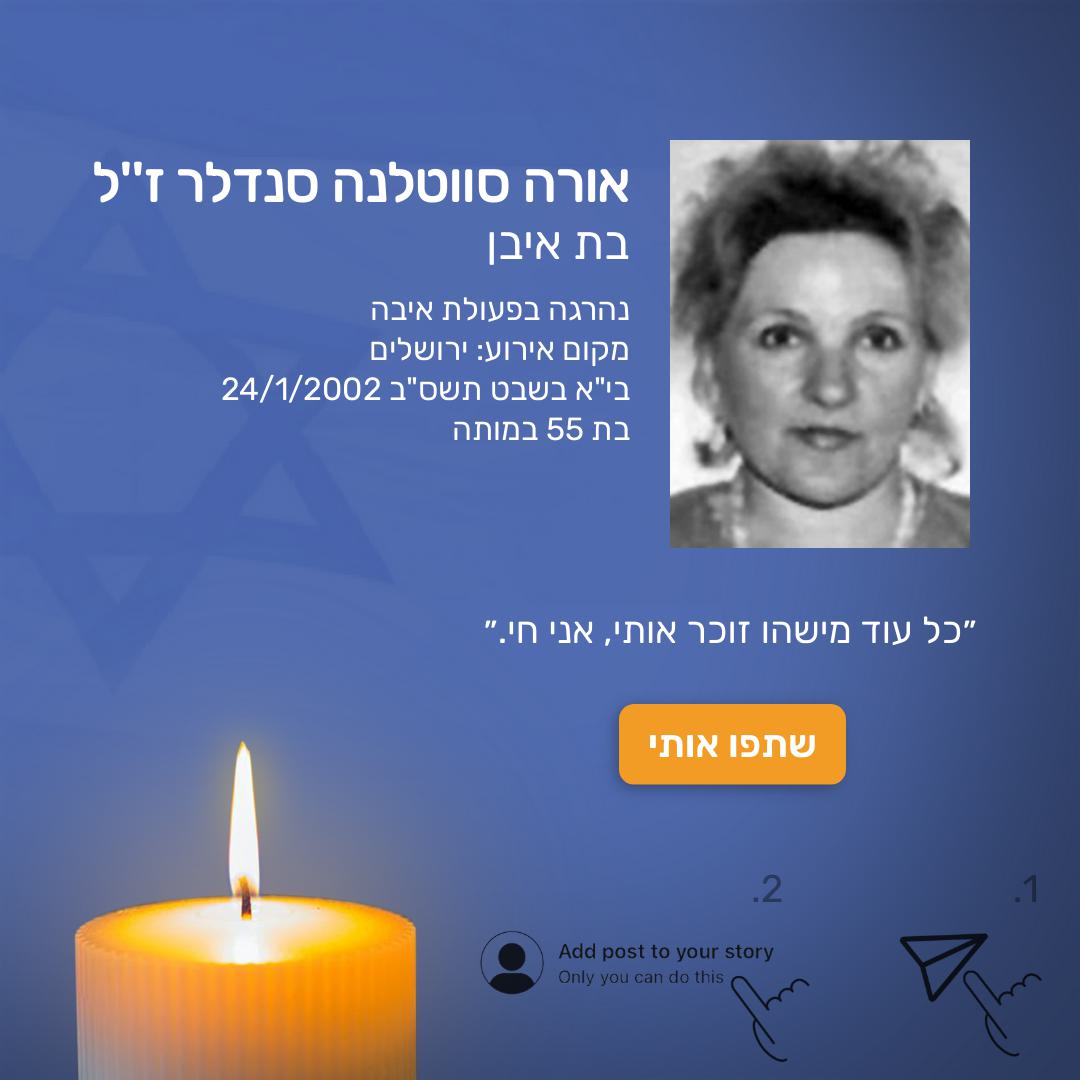 אורה סווטלנה סנדלר ז"ל
בת איבן
נהרגה בפעולת איבה
מקום אירוע: ירושלים
בי"א בשבט תשס"ב 24/1/2002
בת 55 במותה
״כל עוד מישהו זוכר אותי, אני חי.״
שתפו אותי
.1
.2
Add post to your story
Only you can do this